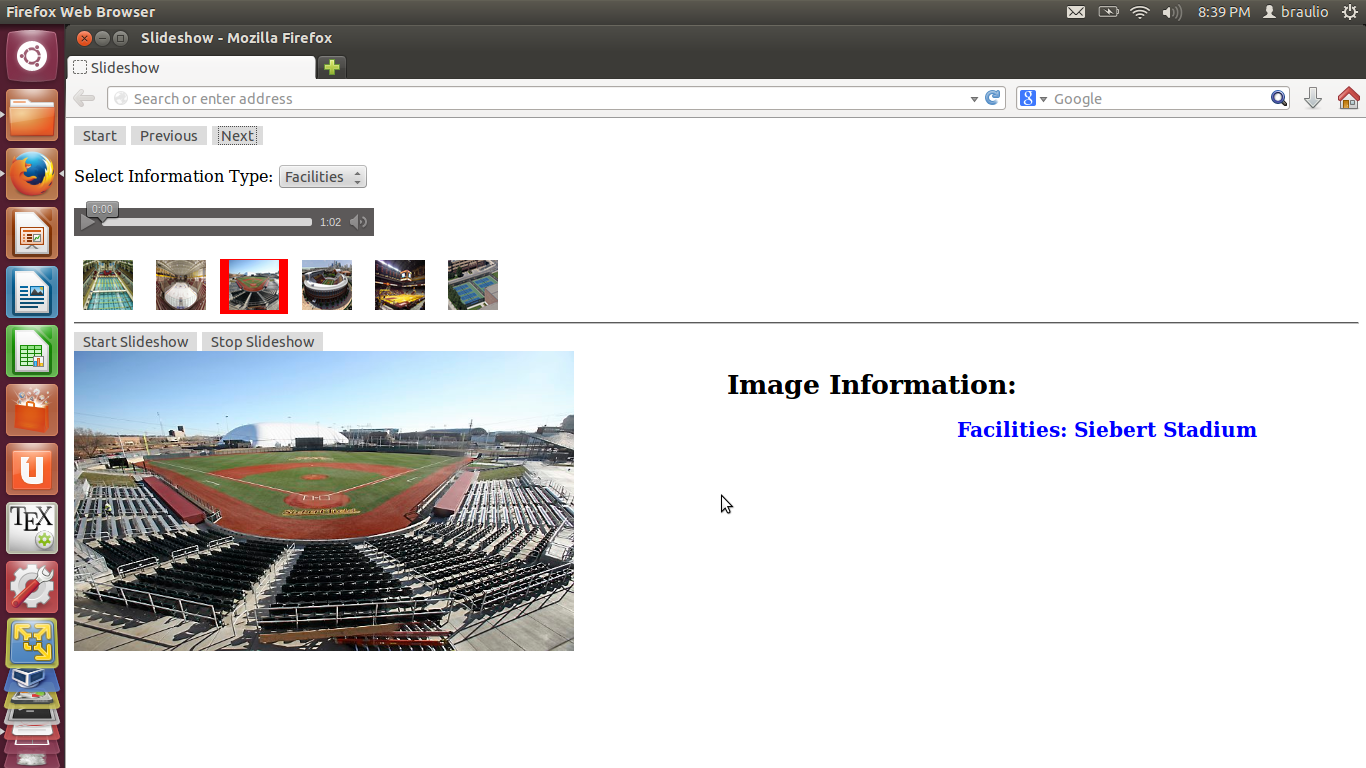 Firefox Web Browser
8:39 PM braulio
Slideshow - Mozilla Firefox
Slideshow
Search or enter address
Google
Start Previous Next
Select Information Type: Facilities
0:00
1:02
Start Slideshow Stop Slideshow
Image Information:
Facilities: Siebert Stadium
TEX